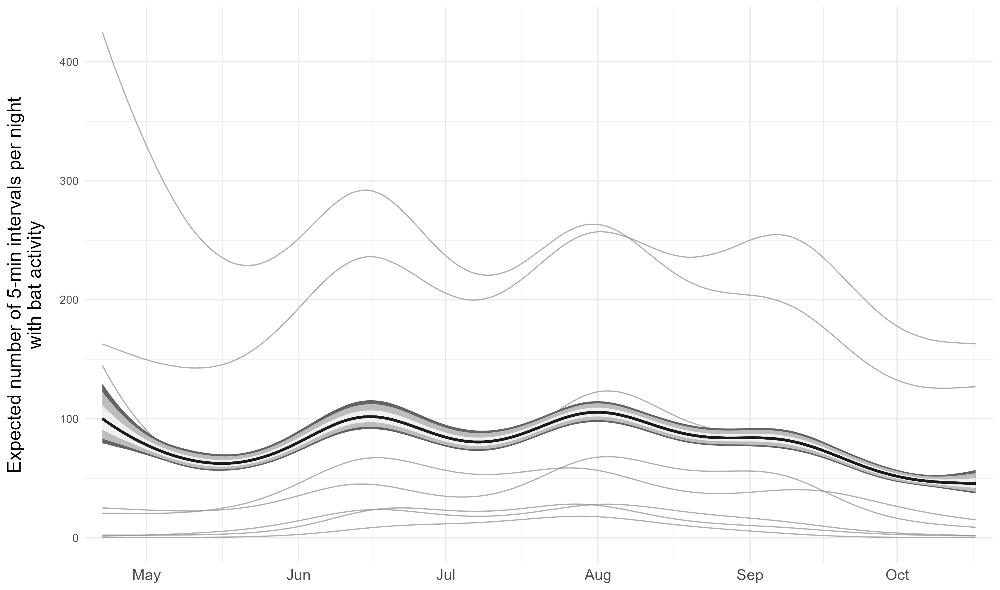 Expected number of 5-min intervals per night
with bat activity
400
300
200
100
0
May Jun Jul Aug Sep Oct